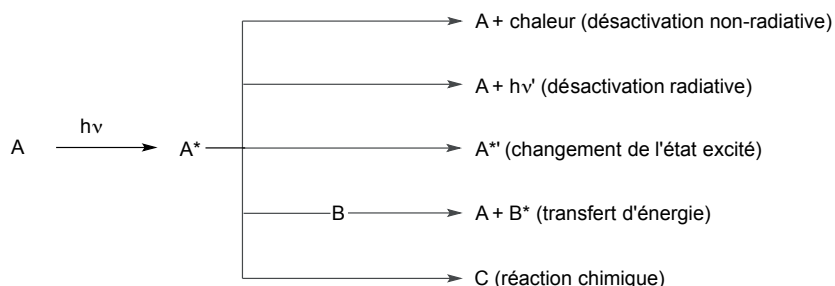 A + chaleur (désactivation non-radiative)
A + hν' (désactivation radiative)
A hν A* A*' (changement de l'état excité)
B A + B* (transfert d'énergie)
C (réaction chimique)